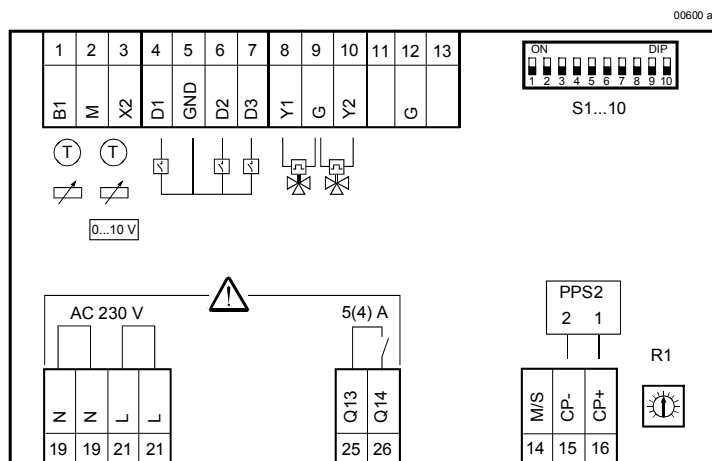 00600 a
1 2 3 4 5 6 7 8 9 10 11 12 13
B1 M X2 D1 GND D2 D3 Y1 G Y2 G
ON DIP
1 2 3 4 5 6 7 8 9 10
S1...10
T T
0...10 V
AC 230 V
5(4) A
PPS2
2 1
R1
N N L L
Q13 Q14
M/S CP- CP+
19 19 21 21
25 26
14 15 16